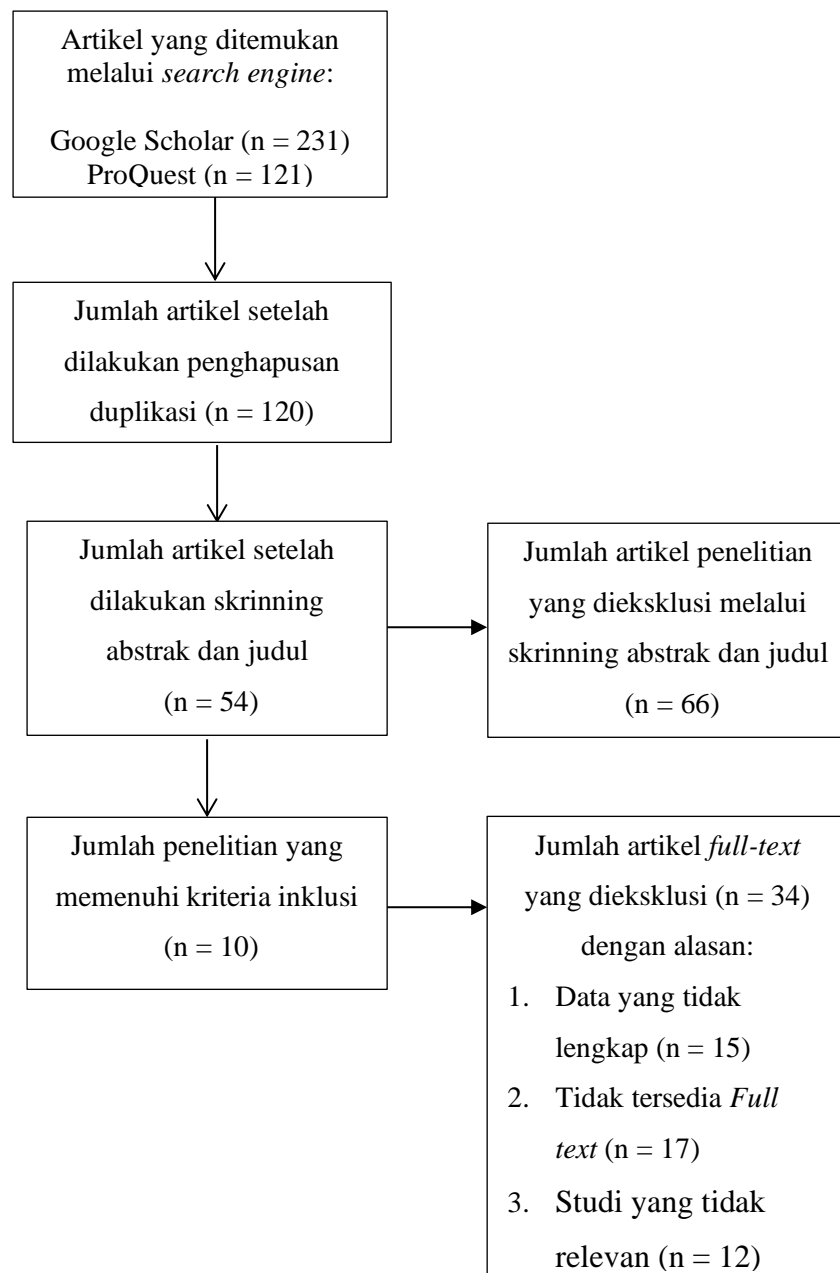 Artikel yang ditemukan
melalui search engine:
Google Scholar (n = 231)
ProQuest (n = 121)
Jumlah artikel setelah
dilakukan penghapusan
duplikasi (n = 120)
Jumlah artikel setelah
dilakukan skrinning
abstrak dan judul
(n = 54)
Jumlah artikel penelitian
yang dieksklusi melalui
skrinning abstrak dan judul
(n = 66)
Jumlah penelitian yang
memenuhi kriteria inklusi
(n = 10)
Jumlah artikel full-text
yang dieksklusi (n = 34)
dengan alasan:
1. Data yang tidak
lengkap (n = 15)
2. Tidak tersedia Full
text (n = 17)
3. Studi yang tidak
relevan (n = 12)